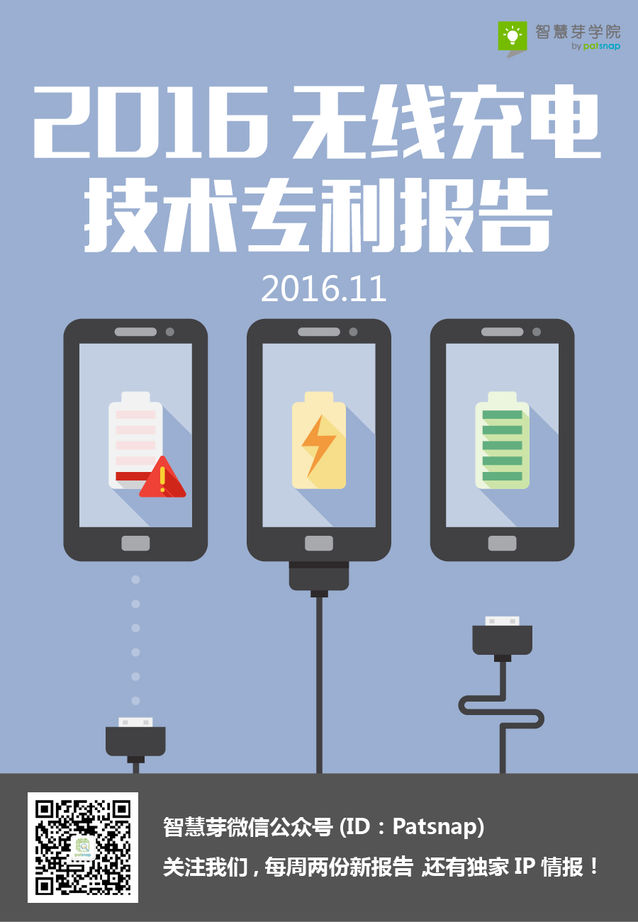 智慧芽学院
by patsnap
2016 无线充电
技术专利报告
2016.11
智慧芽微信公众号 (ID：Patsnap)
关注我们 , 每周两份新报告 , 还有独家 IP 情报！